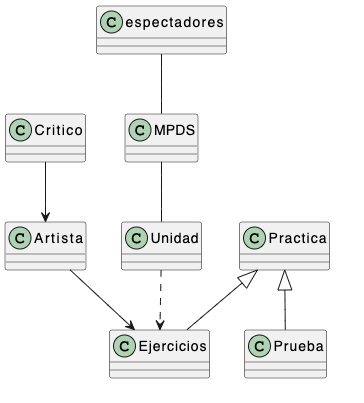 C espectadores
C Critico
C MPDS
C Artista
C Unidad
C Practica
C Ejercicios
C Prueba